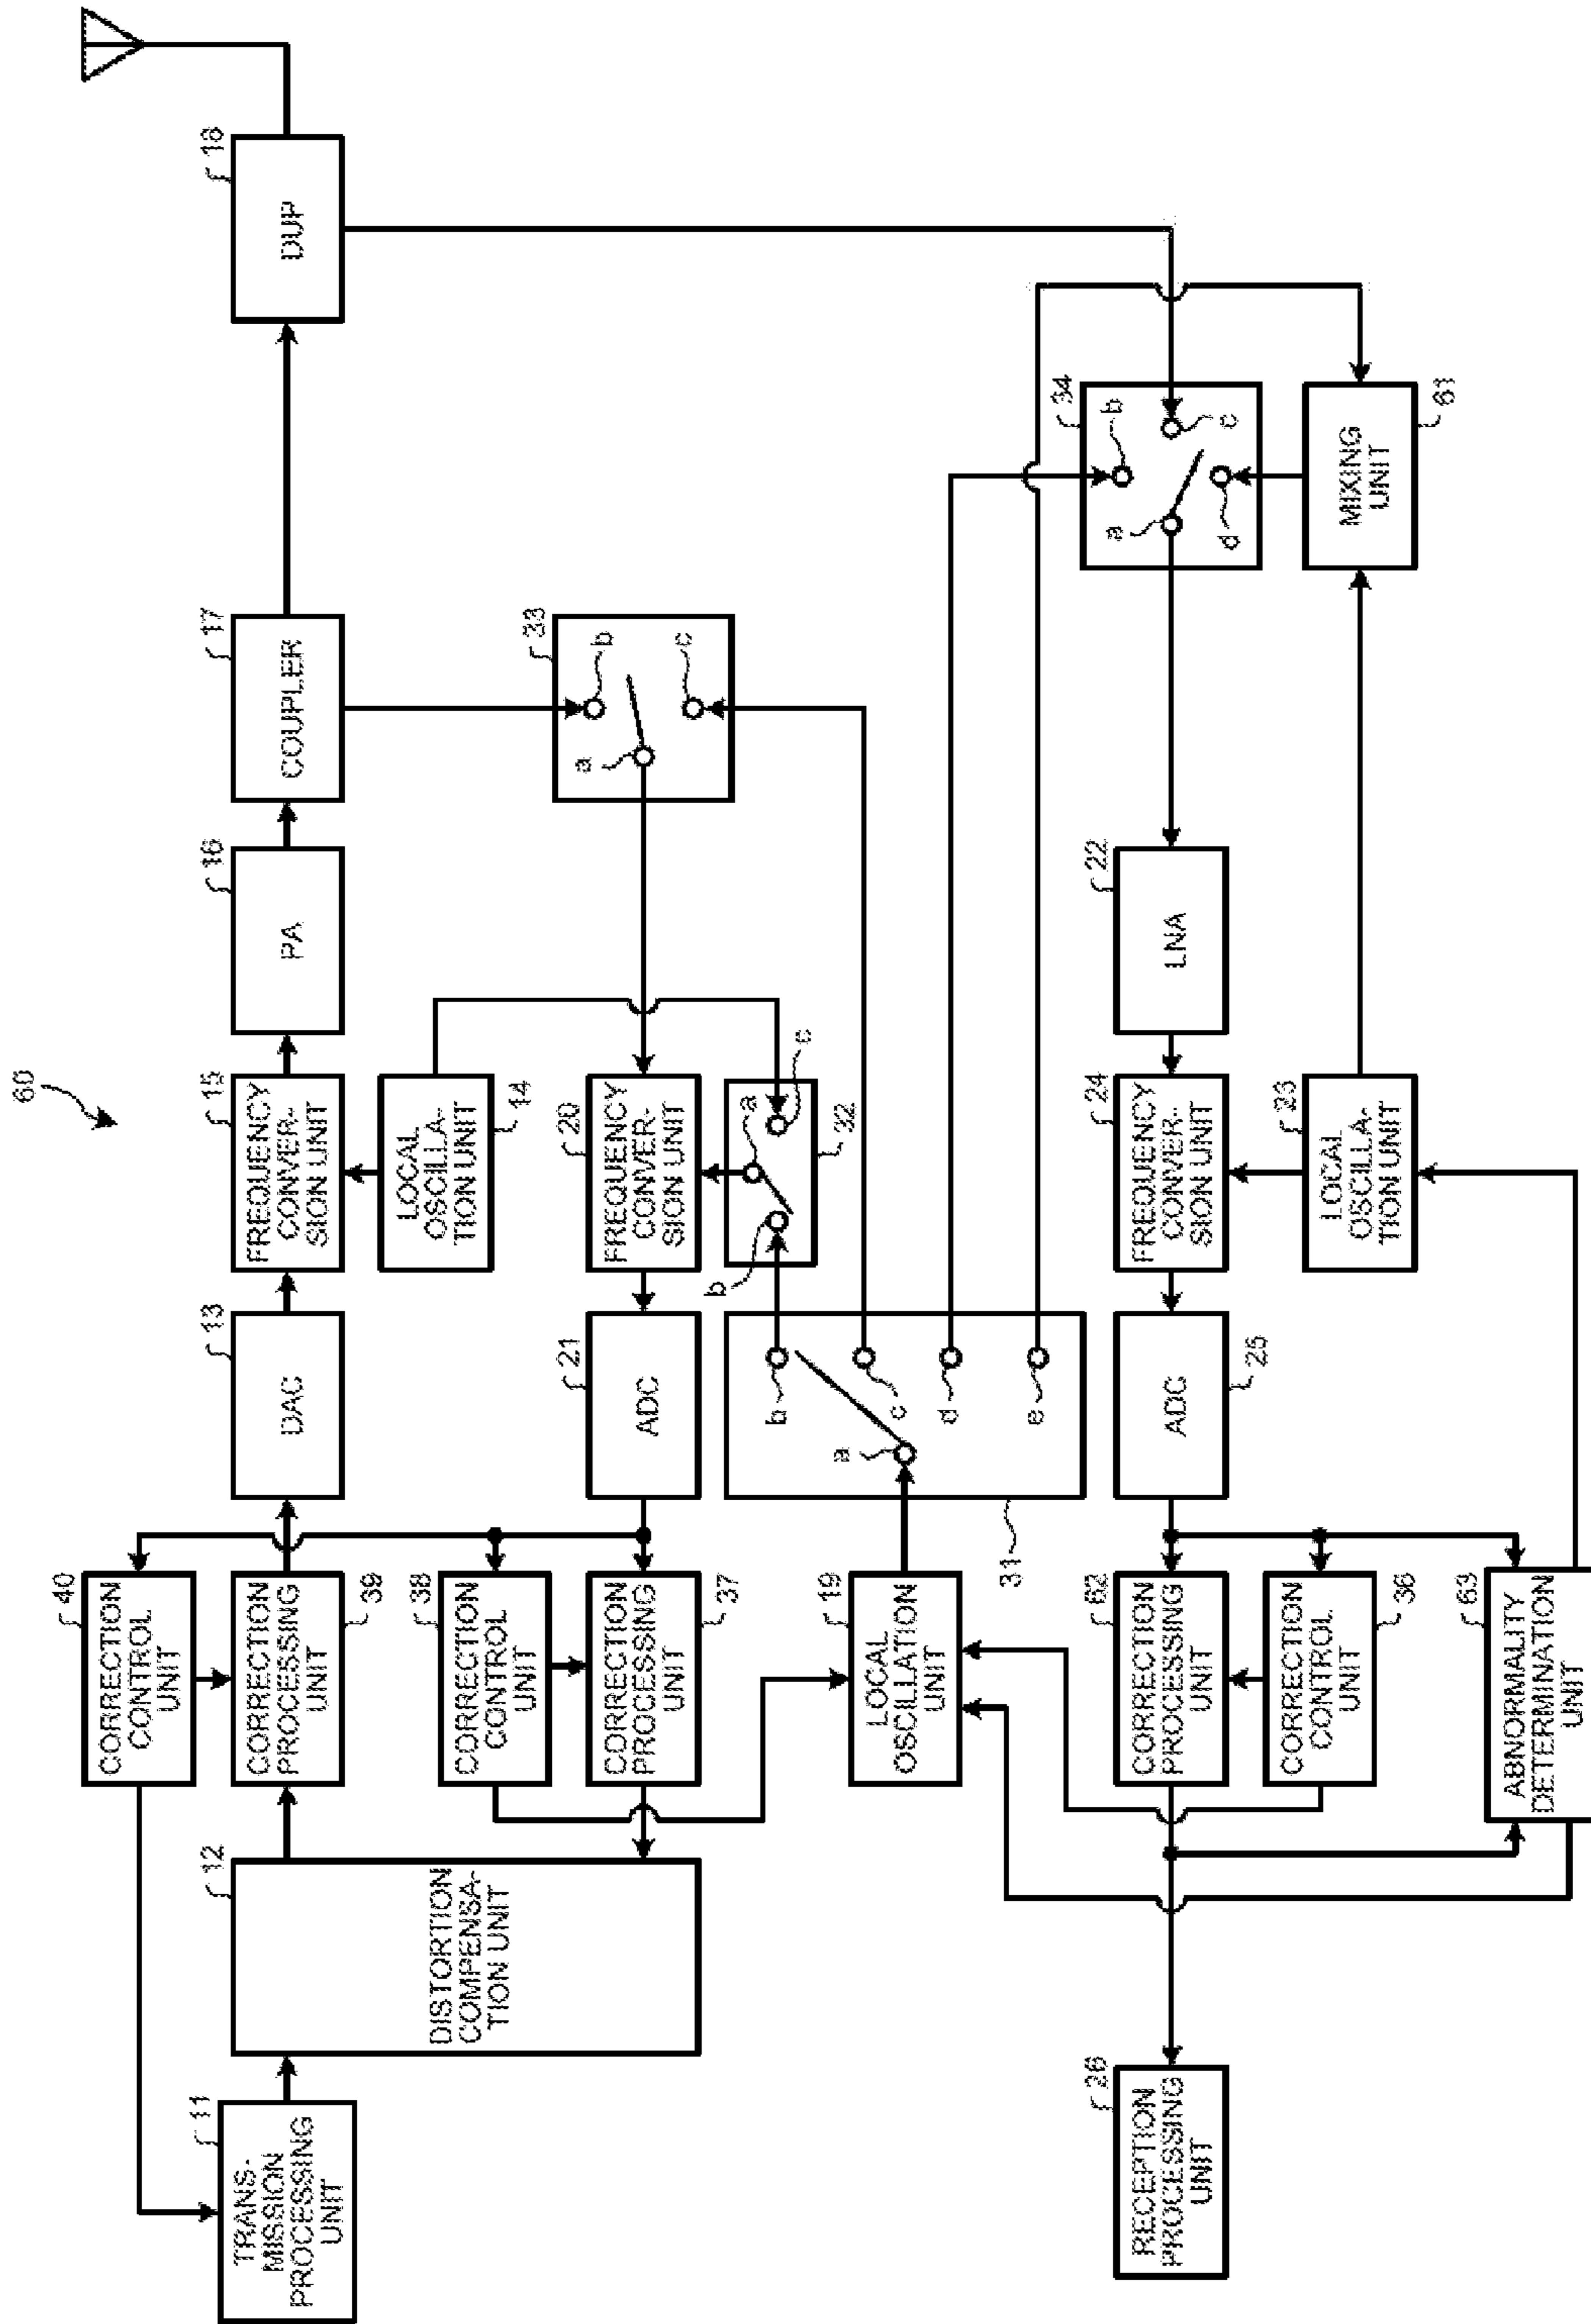 60
11
TRANS-
MISSION
PROCESSING
UNIT
12
DISTORTION
COMPENSA-
TION UNIT
40
CORRECTION
CONTROL
UNIT
CORRECTION
PROCESSING
UNIT
39
13
DAC
15
FREQUENCY
CONVER-
SION UNIT
LOCAL
OSCILLA-
TION UNIT
14
16
PA
17
COUPLER
18
DUP
38
CORRECTION
CONTROL
UNIT
CORRECTION
PROCESSING
UNIT
37
21
ADC
20
FREQUENCY
CONVER-
SION UNIT
a
b
c
32
33
a
b
c
19
LOCAL
OSCILLATION
UNIT
31
a
b
c
d
e
34
a
b
c
d
MIXING
UNIT
61
22
LNA
24
FREQUENCY
CONVER-
SION UNIT
23
LOCAL
OSCILLA-
TION UNIT
ADC
25
62
CORRECTION
PROCESSING
UNIT
CORRECTION
CONTROL
UNIT
36
63
ABNORMALITY
DETERMINATION
UNIT
26
RECEPTION
PROCESSING
UNIT